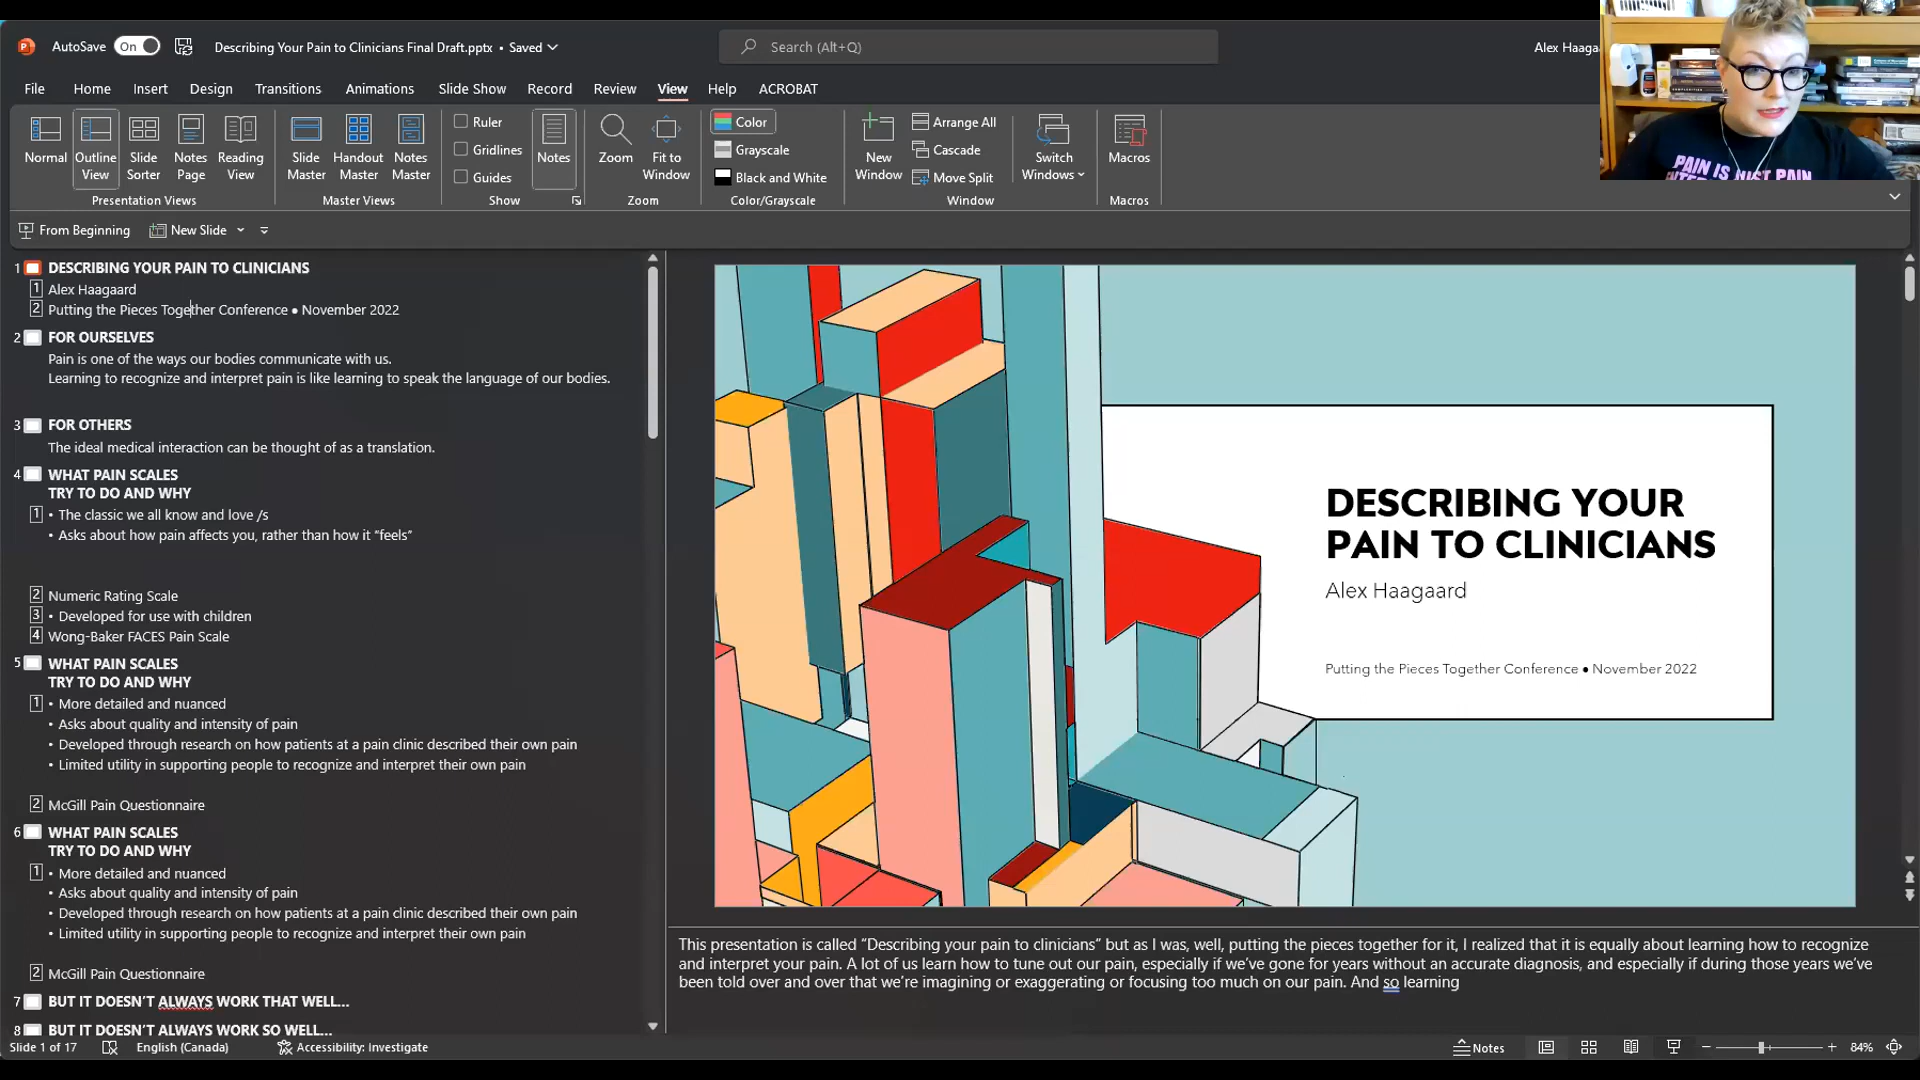 AutoSave On Describing Your Pain to Clinicians Final Draft.pptx • Saved Search (Alt+Q) Alex Haaga
File Home Insert Design Transitions Animations Slide Show Record Review View Help ACROBAT
Normal
Outline View
Slide Sorter
Notes Page
Reading View
Presentation Views
Slide Master
Handout Master
Notes Master
Master Views
Ruler
Gridlines
Guides
Notes
Show
Zoom
Fit to Window
Zoom
Color
Grayscale
Black and White
Color/Grayscale
New Window
Arrange All
Cascade
Move Split
Switch Windows
Window
Macros
Macros
PAIN IS JUST PAIN
From Beginning New Slide
1 DESCRIBING YOUR PAIN TO CLINICIANS
1 Alex Haagaard
2 Putting the Pieces Together Conference • November 2022
2 FOR OURSELVES
Pain is one of the ways our bodies communicate with us.
Learning to recognize and interpret pain is like learning to speak the language of our bodies.
3 FOR OTHERS
The ideal medical interaction can be thought of as a translation.
4 WHAT PAIN SCALES
TRY TO DO AND WHY
1 • The classic we all know and love /s
• Asks about how pain affects you, rather than how it “feels”
2 Numeric Rating Scale
3 • Developed for use with children
4 Wong-Baker FACES Pain Scale
5 WHAT PAIN SCALES
TRY TO DO AND WHY
1 • More detailed and nuanced
• Asks about quality and intensity of pain
• Developed through research on how patients at a pain clinic described their own pain
• Limited utility in supporting people to recognize and interpret their own pain
2 McGill Pain Questionnaire
6 WHAT PAIN SCALES
TRY TO DO AND WHY
1 • More detailed and nuanced
• Asks about quality and intensity of pain
• Developed through research on how patients at a pain clinic described their own pain
• Limited utility in supporting people to recognize and interpret their own pain
2 McGill Pain Questionnaire
7 BUT IT DOESN’T ALWAYS WORK THAT WELL...
8 BUT IT DOESN’T ALWAYS WORK SO WELL...
DESCRIBING YOUR
PAIN TO CLINICIANS
Alex Haagaard
Putting the Pieces Together Conference • November 2022
This presentation is called “Describing your pain to clinicians” but as I was, well, putting the pieces together for it, I realized that it is equally about learning how to recognize
and interpret your pain. A lot of us learn how to tune out our pain, especially if we’ve gone for years without an accurate diagnosis, and especially if during those years we’ve
been told over and over that we’re imagining or exaggerating or focusing too much on our pain. And so learning
Slide 1 of 17 English (Canada) Accessibility: Investigate Notes 84%